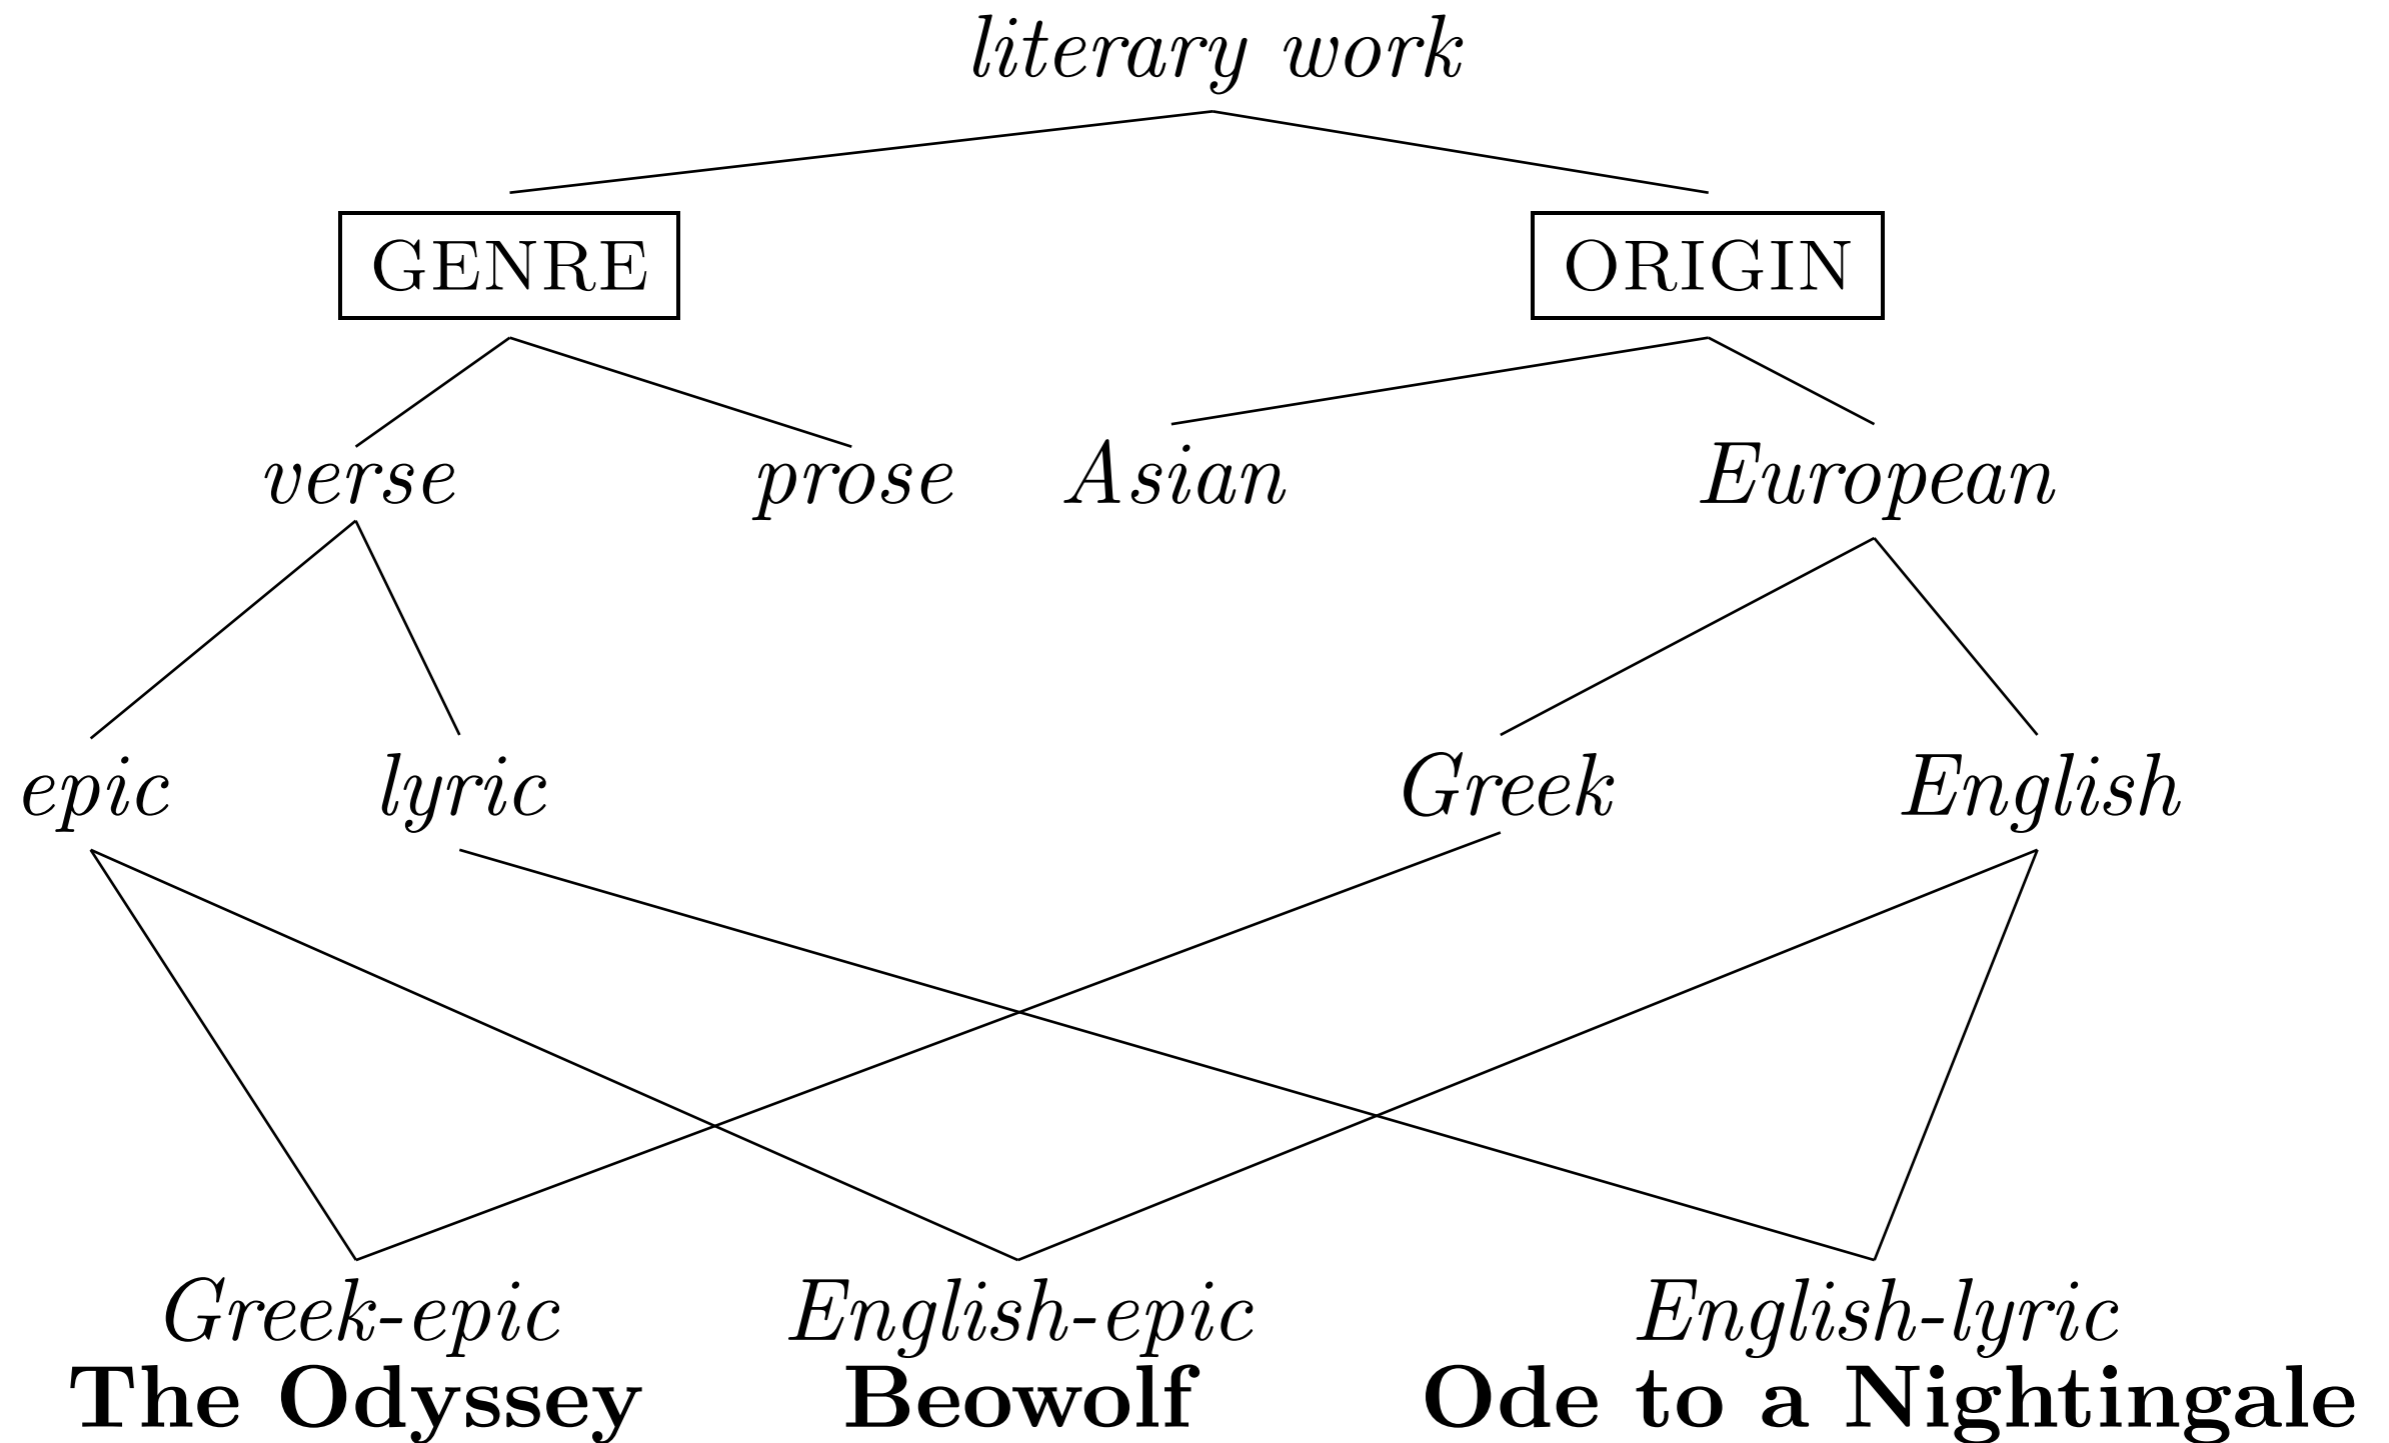 literary work
GENRE ORIGIN
verse prose Asian European
epic lyric Greek English
Greek-epic English-epic English-lyric
The Odyssey Beowolf Ode to a Nightingale